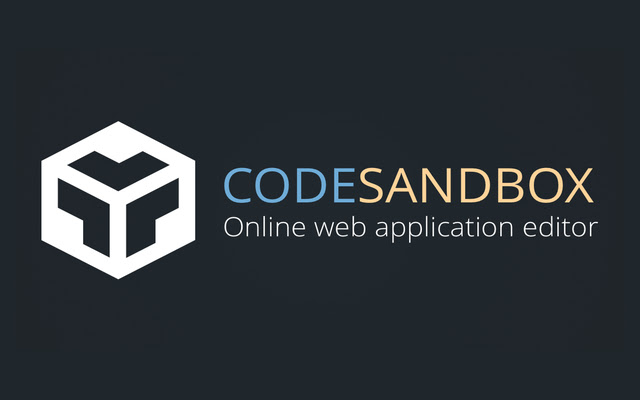 CODESANDBOX
Online web application editor